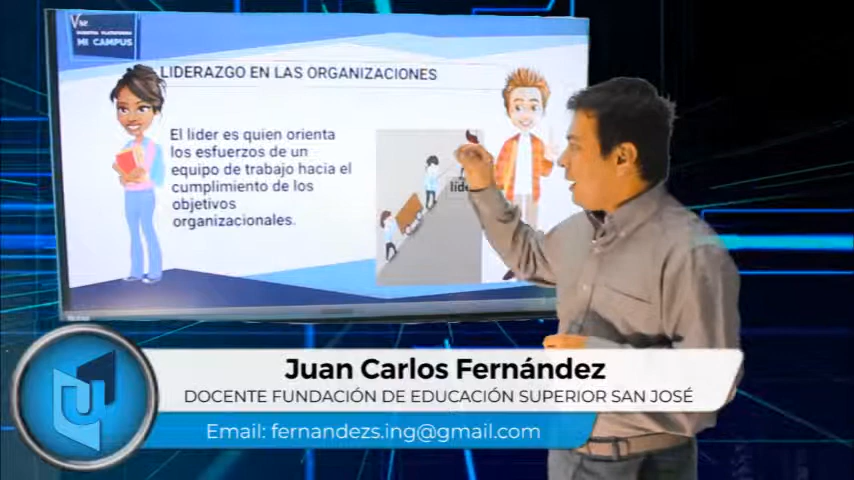 Vse
MI CAMPUS
LIDERAZGO EN LAS ORGANIZACIONES
El lider es quien orienta
los esfuerzos de un
equipo de trabajo hacia el
cumplimiento de los
objetivos
organizacionales.
Juan Carlos Fernández
DOCENTE FUNDACIÓN DE EDUCACIÓN SUPERIOR SAN JOSÉ
Email: fernandezs.ing@gmail.com